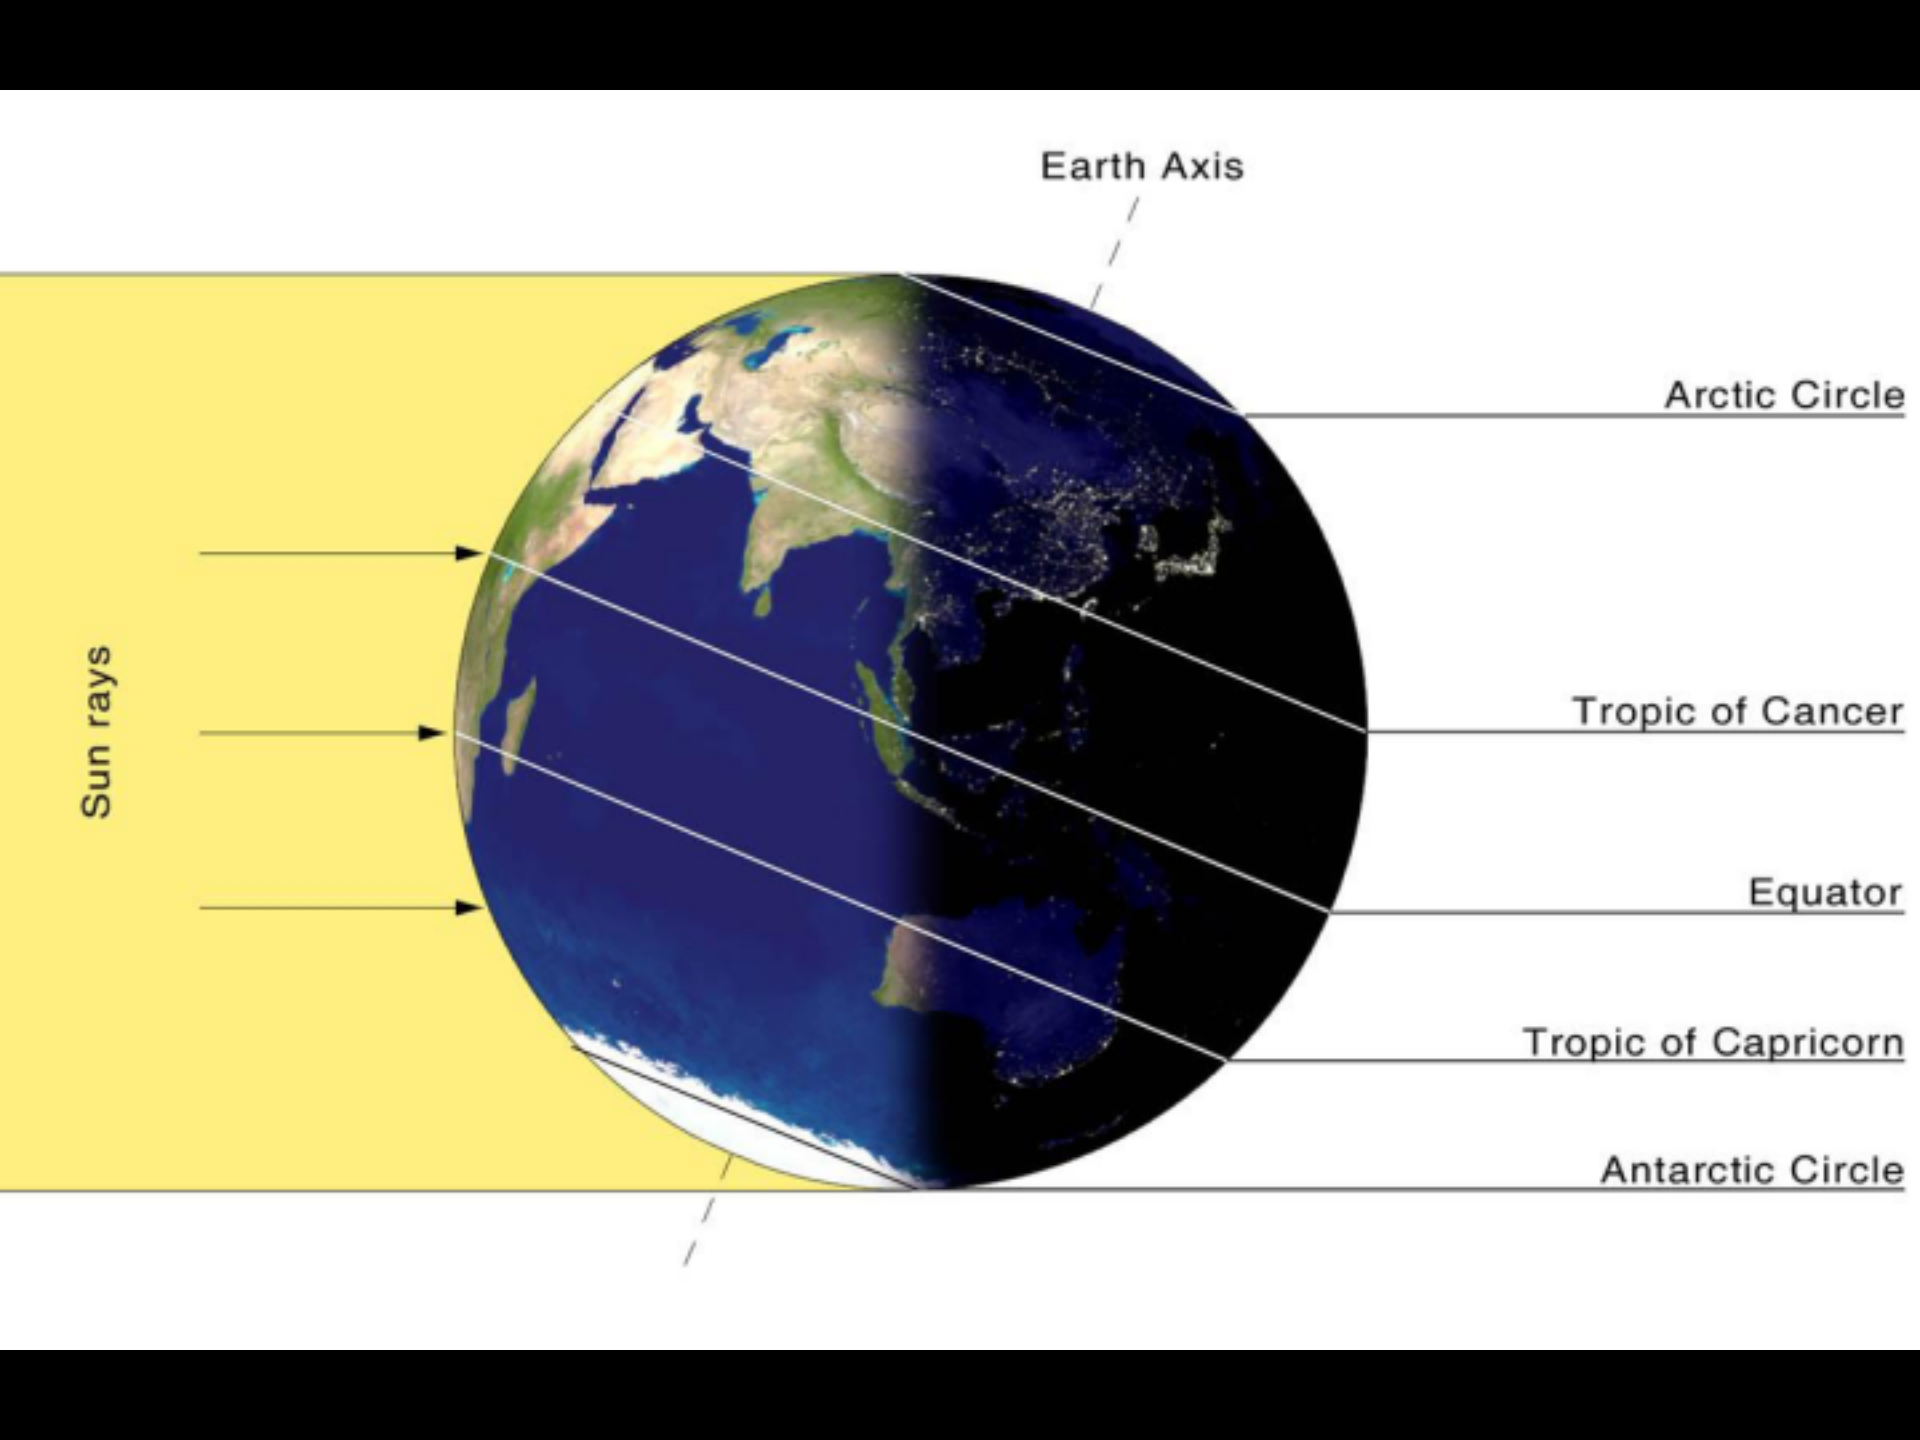 Earth Axis
Arctic Circle
Sun rays
Tropic of Cancer
Equator
Tropic of Capricorn
Antarctic Circle